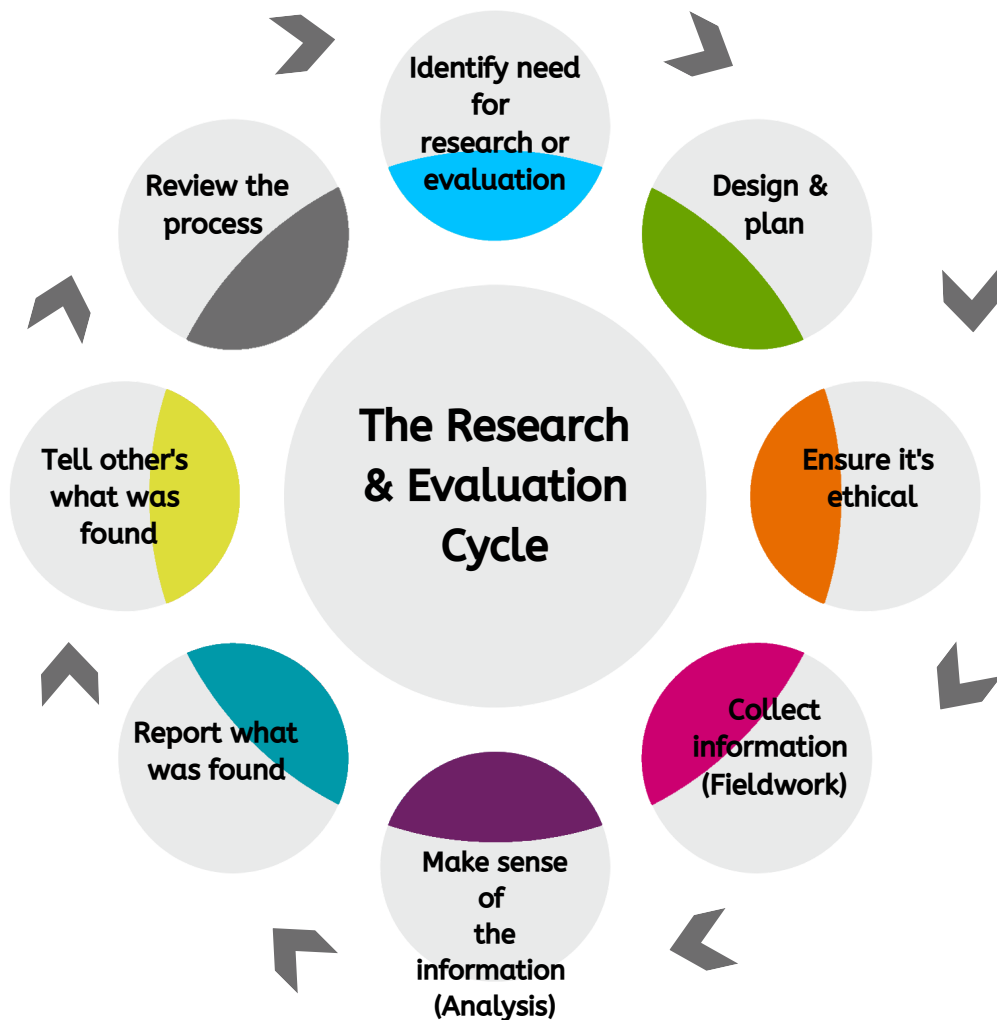 Identify need
for
research or
evaluation
Design &
plan
Ensure it's
ethical
Collect
information
(Fieldwork)
Make sense
of
the
information
(Analysis)
Report what
was found
Tell other's
what was
found
Review the
process
The Research
& Evaluation
Cycle